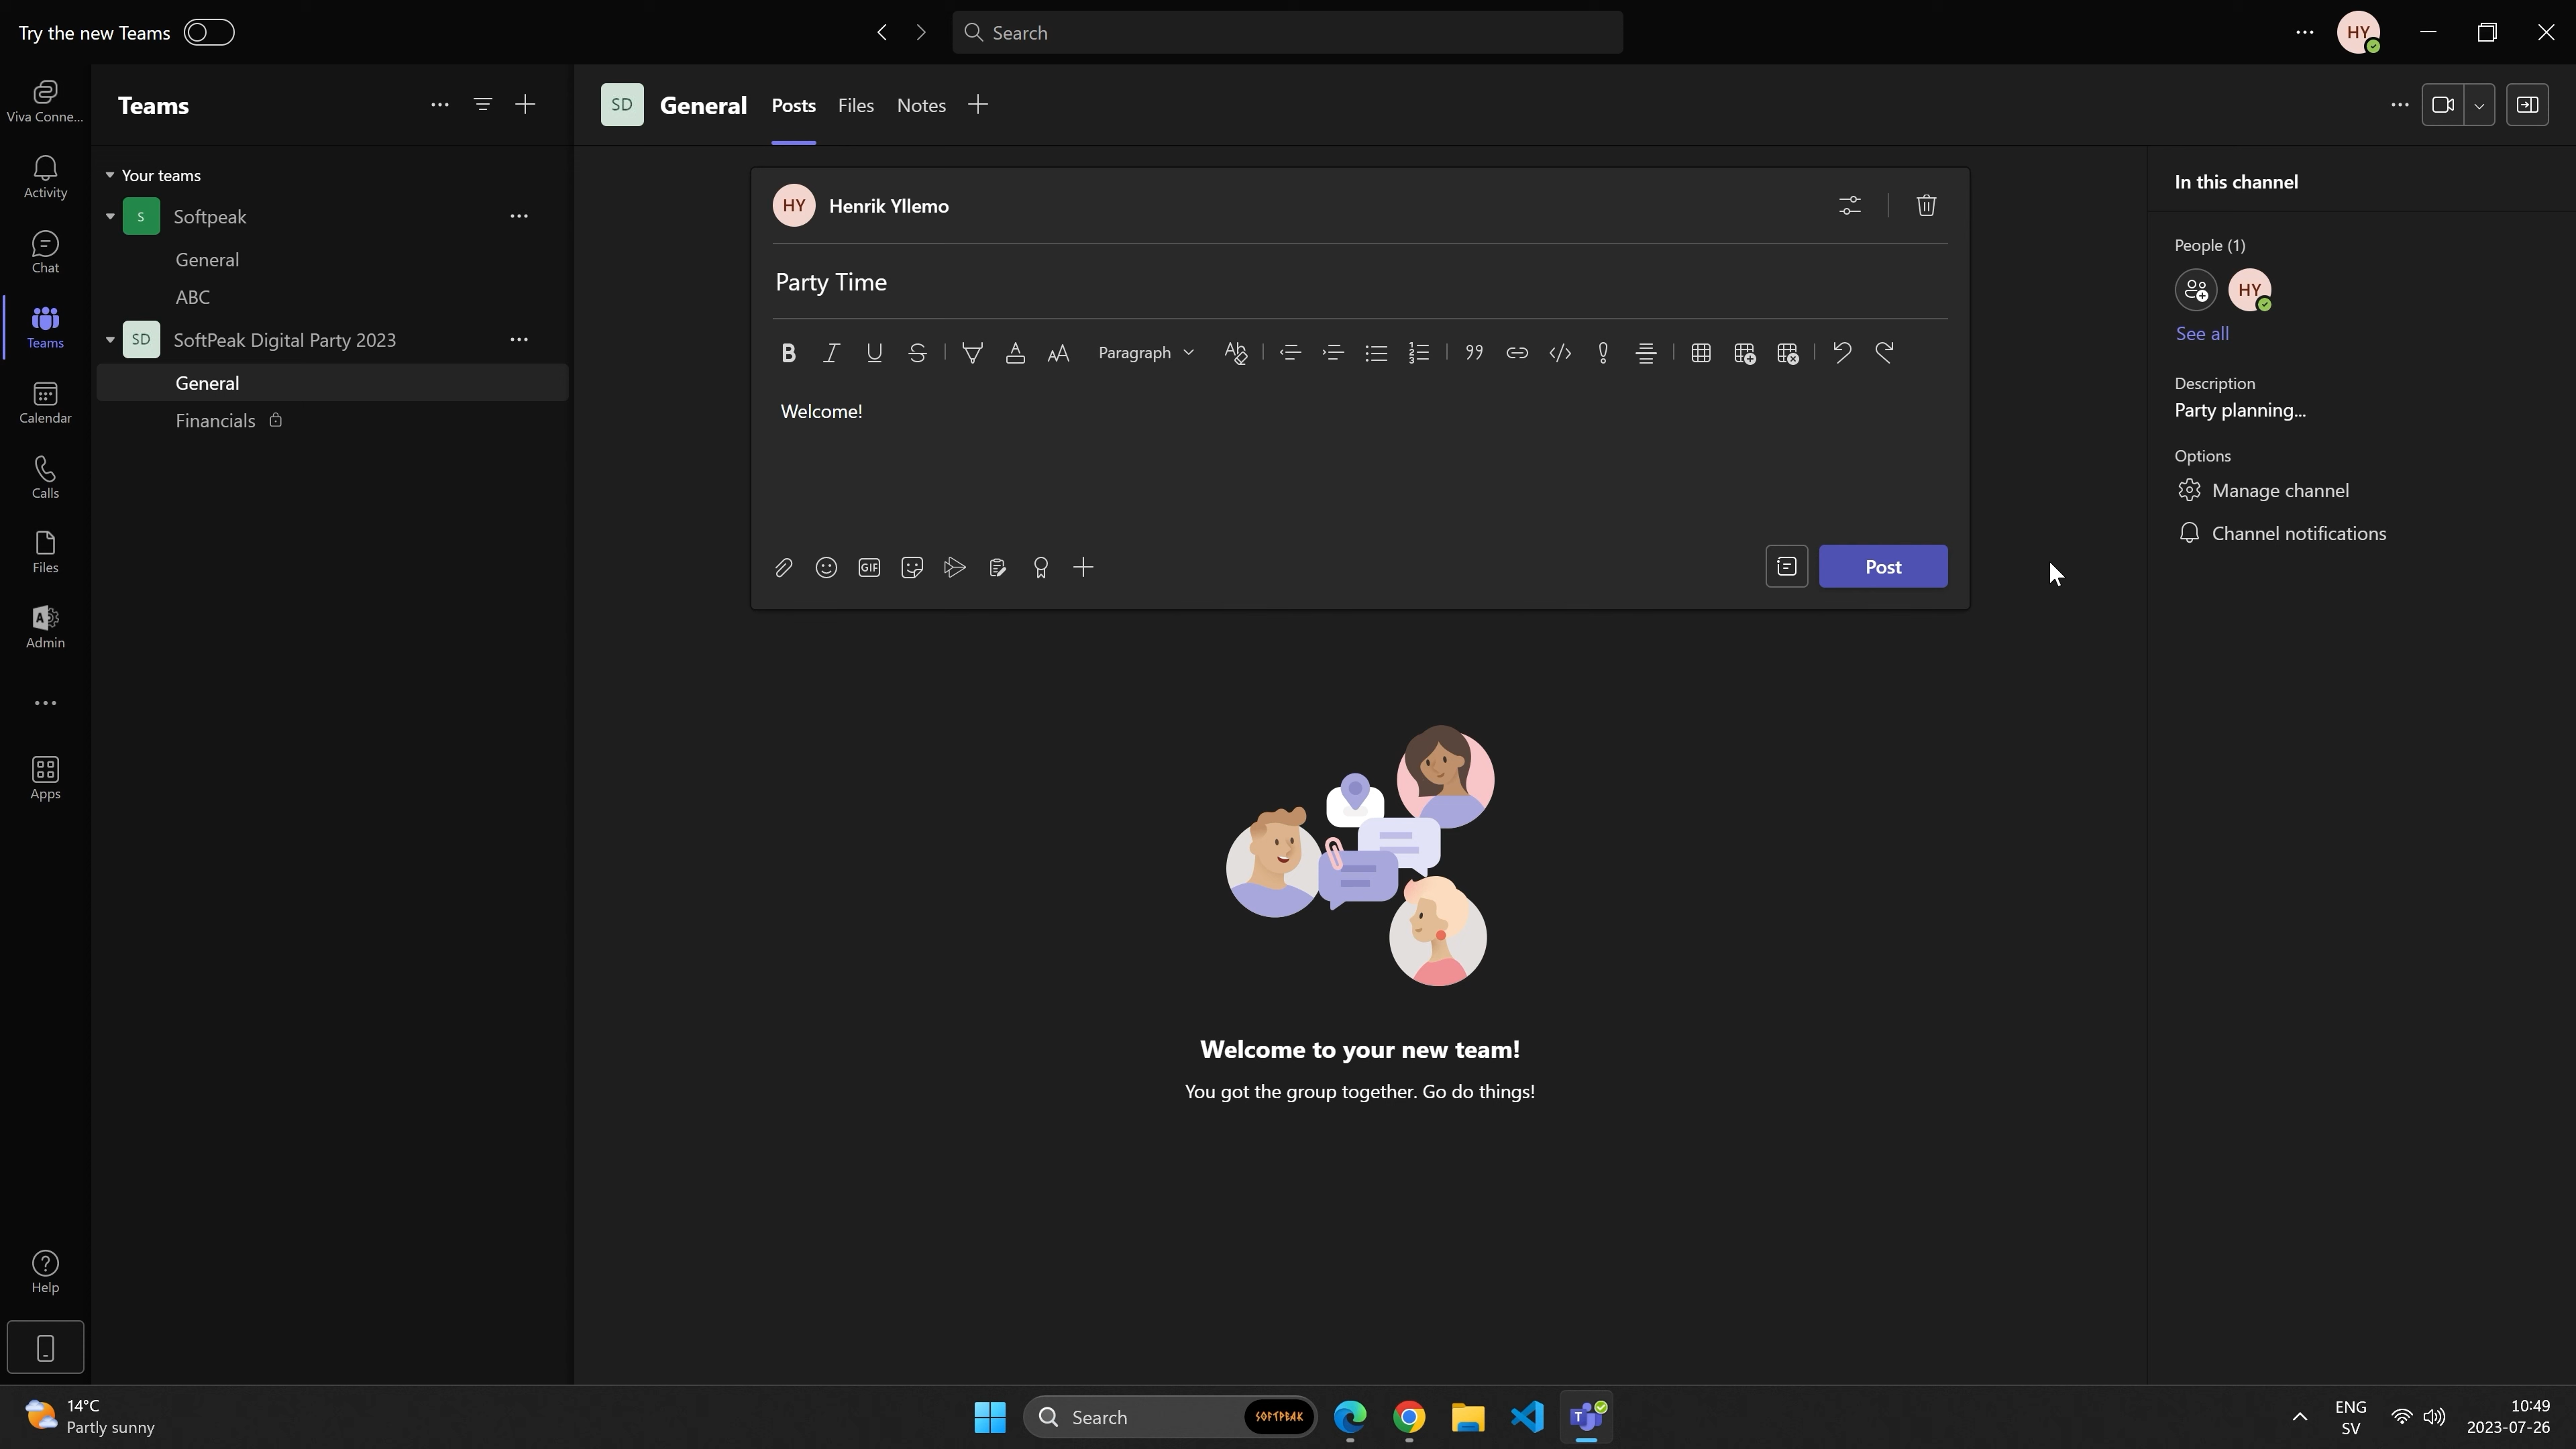 Try the new Teams
Search
HY
Viva Conne...
Activity
Chat
Teams
Calendar
Calls
Files
Admin
Apps
Help
Teams
Your teams
S Softpeak
General
ABC
SD SoftPeak Digital Party 2023
General
Financials
SD General Posts Files Notes
HY Henrik Yllemo
Party Time
Paragraph
Welcome!
GIF
Post
Welcome to your new team!
You got the group together. Go do things!
In this channel
People (1)
HY
See all
Description
Party planning...
Options
Manage channel
Channel notifications
14°C
Partly sunny
Search SOFTPEAK
ENG
SV
10:49
2023-07-26